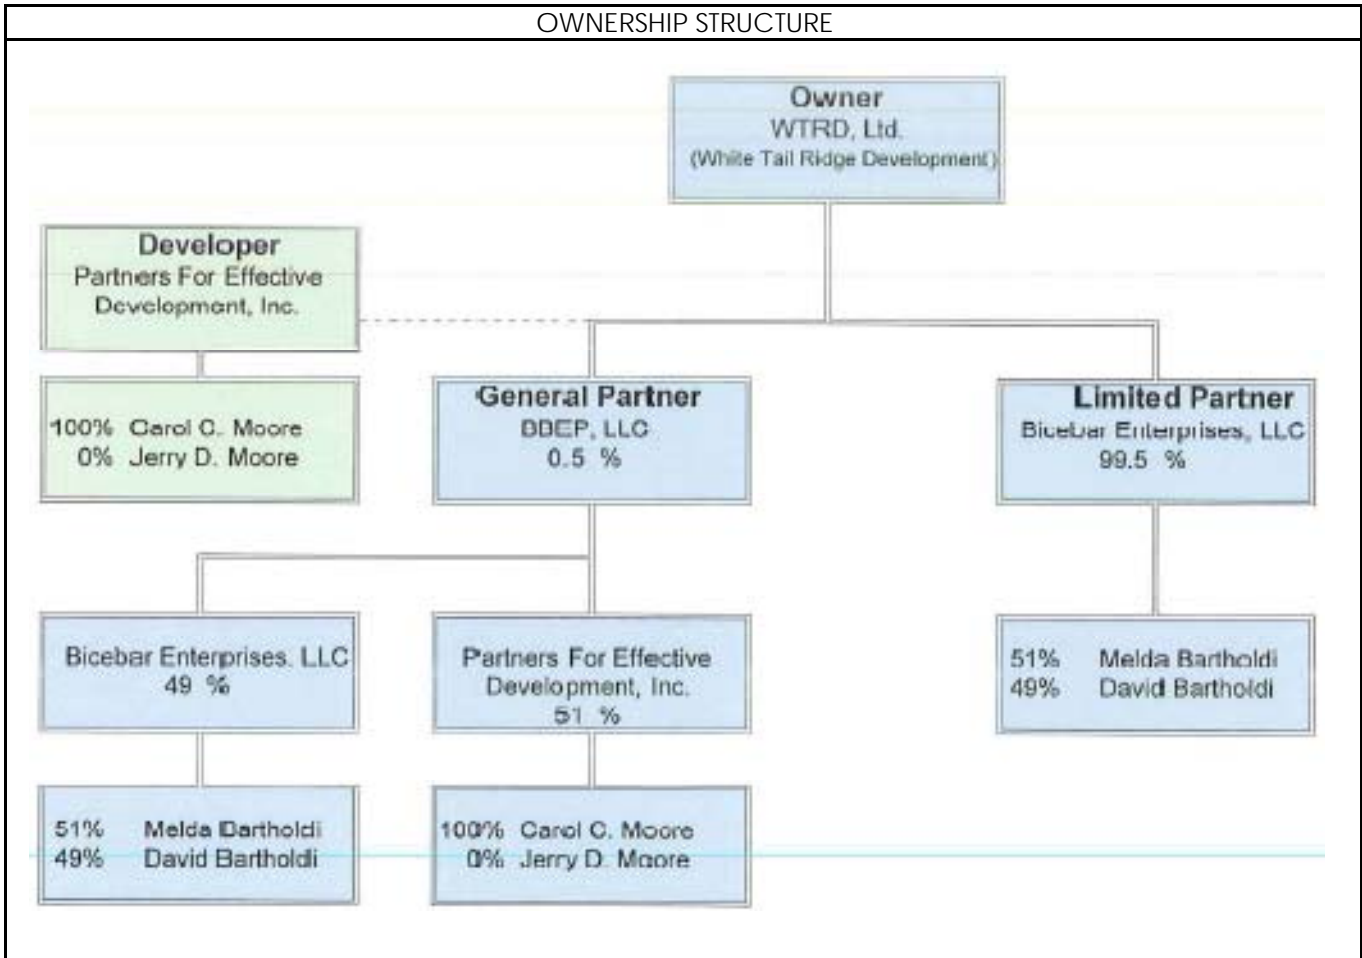 OWNERSHIP STRUCTURE
Owner
WTRD, Ltd.
(White Tail Ridge Development)
Developer
Partners For Effective
Development, Inc.
100% Carol C. Moore
0% Jerry D. Moore
General Partner
BBEP, LLC
0.5 %
Limited Partner
Bicebar Enterprises, LLC
99.5 %
Bicebar Enterprises, LLC
49 %
Partners For Effective
Development, Inc.
51 %
51% Melda Bartholdi
49% David Bartholdi
51% Melda Bartholdi
49% David Bartholdi
100% Carol C. Moore
0% Jerry D. Moore